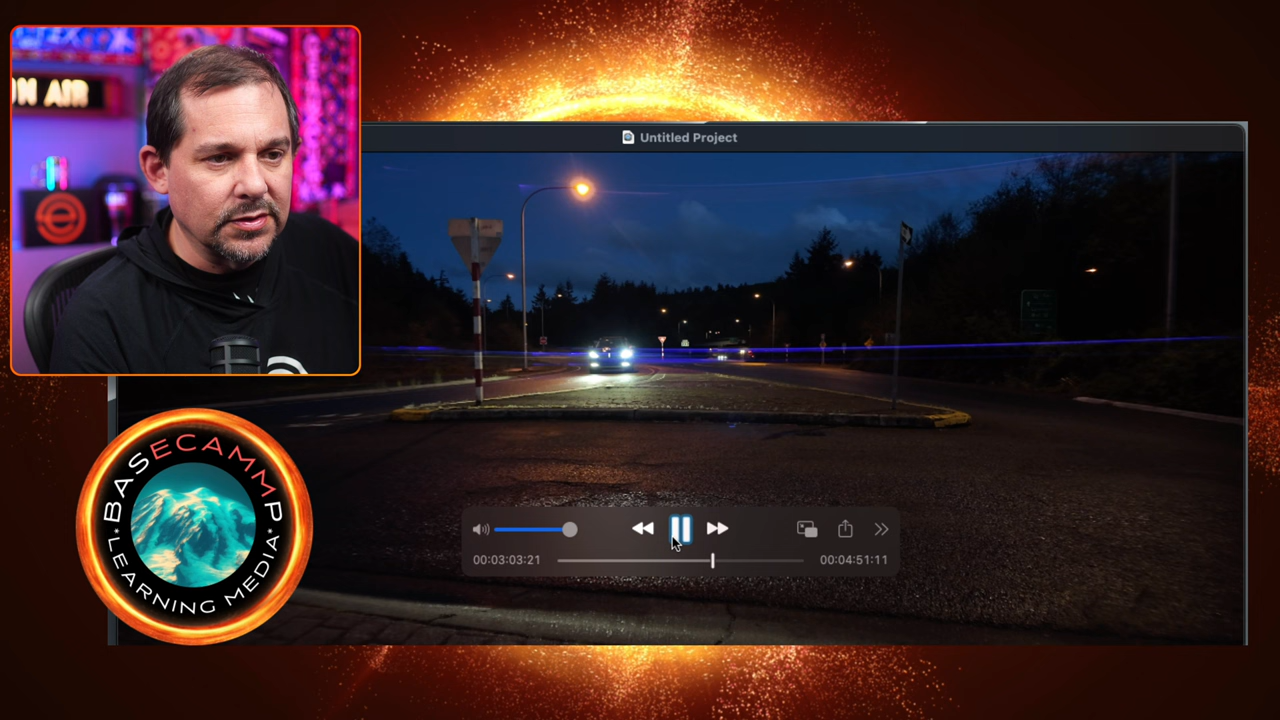 ON AIR
Untitled Project
BASECAMMP
LEARNING MEDIA
00:03:03:21
00:04:51:11